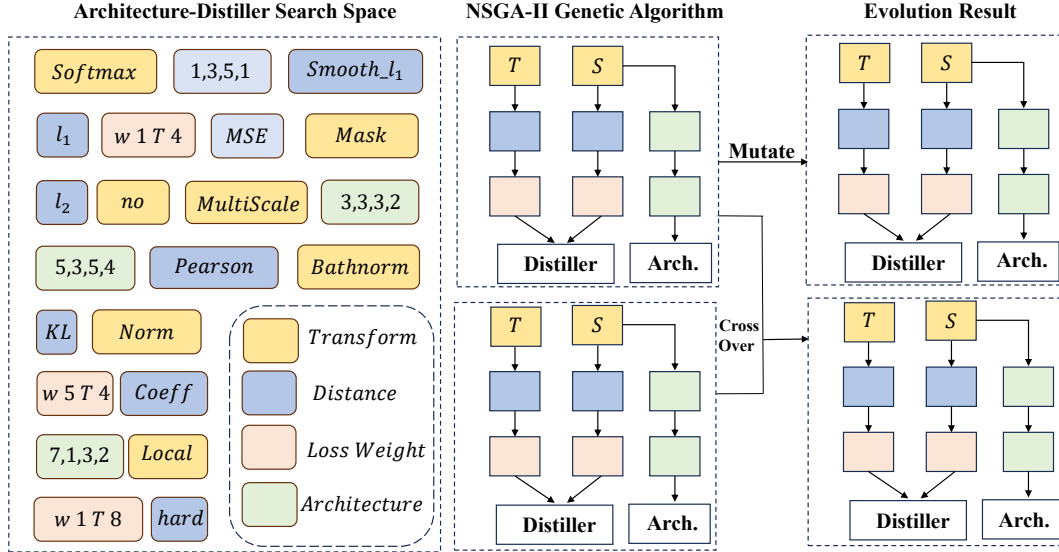 Architecture-Distiller Search Space
Softmax
1,3,5,1
Smooth_l₁
l₁
w 1 T 4
MSE
Mask
l₂
no
MultiScale
3,3,3,2
5,3,5,4
Pearson
Bathnorm
KL
Norm
w 5 T 4
Coeff
7,1,3,2
Local
w 1 T 8
hard
Transform
Distance
Loss Weight
Architecture
NSGA-II Genetic Algorithm
T
S
Distiller
Arch.
T
S
Distiller
Arch.
Mutate
Cross
Over
Evolution Result
T
S
Distiller
Arch.
T
S
Distiller
Arch.